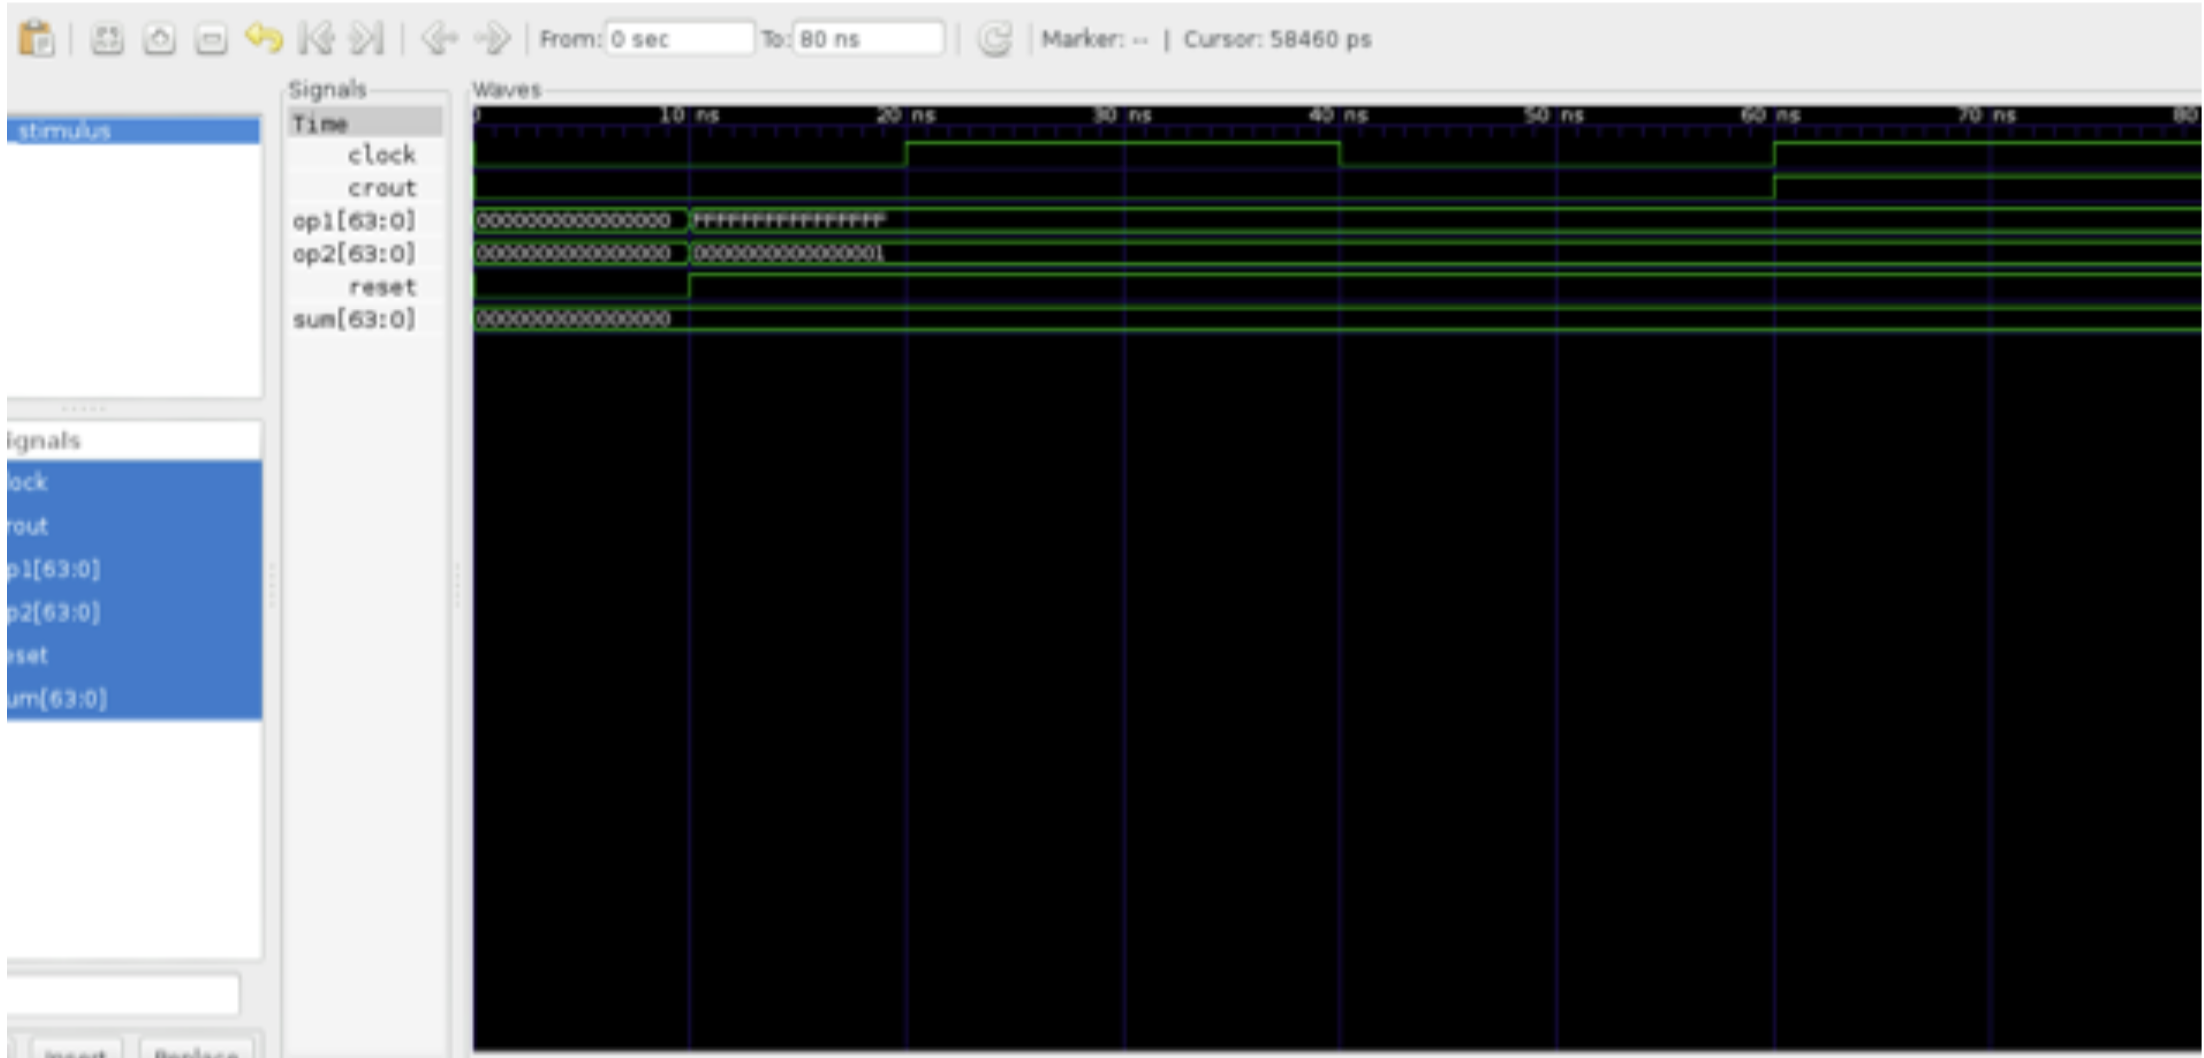 From: 0 sec To: 80 ns Marker: -- | Cursor: 58460 ps
Signals Waves
stimulus
Time 0 10 ns 20 ns 30 ns 40 ns 50 ns 60 ns 70 ns 80
clock
crout
op1[63:0] 0000000000000000 FFFFFFFFFFFFFFFF
op2[63:0] 0000000000000000 0000000000000001
reset
sum[63:0] 0000000000000000
ignals
lock
rout
p1[63:0]
p2[63:0]
eset
um[63:0]
Insert Replace